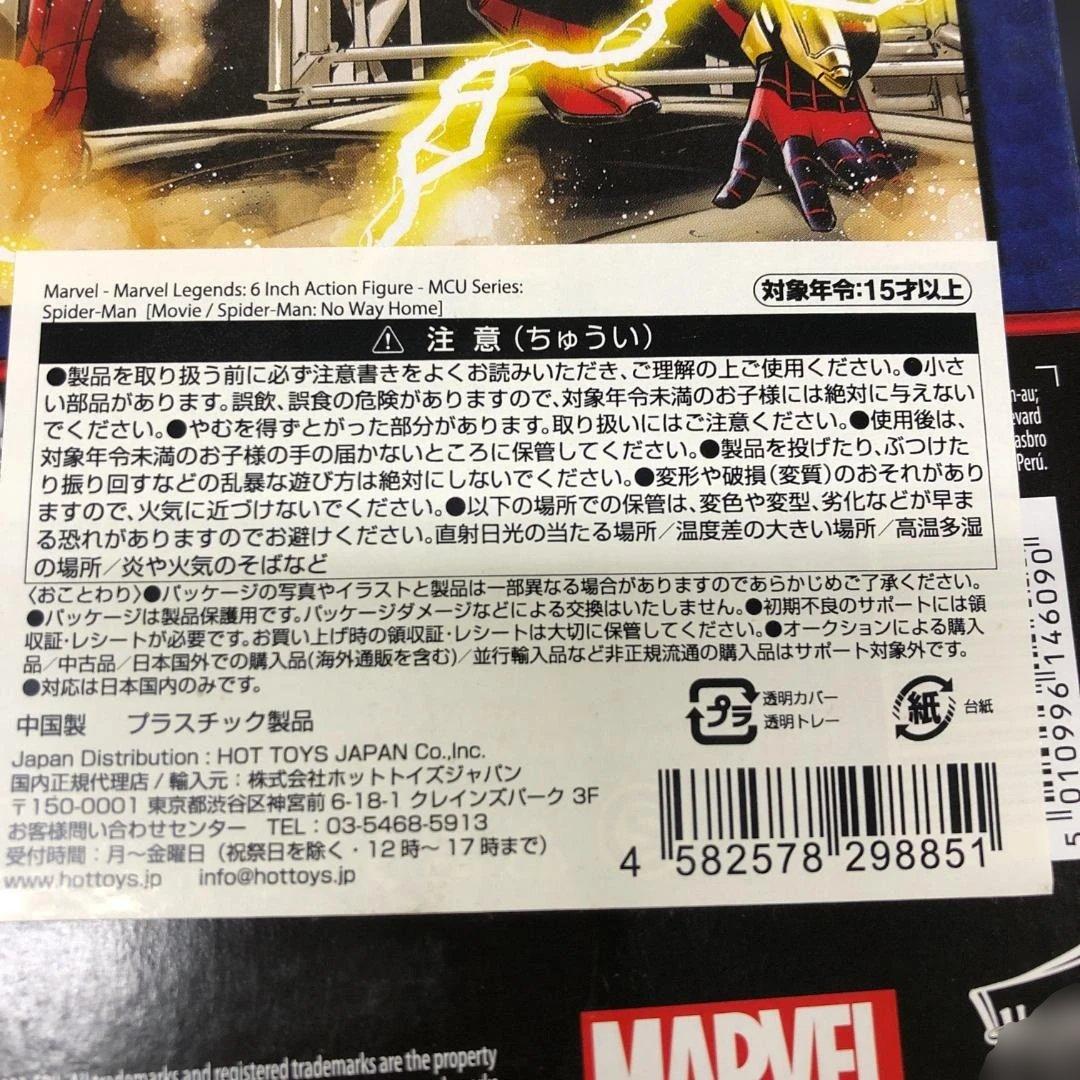 Marvel - Marvel Legends: 6 Inch Action Figure - MCU Series:
Spider-Man [Movie / Spider-Man: No Way Home]
対象年令:15才以上
注 意 (ちゅうい)
●製品を取り扱う前に必ず注意書きをよくお読みいただき、ご理解の上ご使用ください。●小さ
い部品があります。誤飲、誤食の危険がありますので、対象年令未満のお子様には絶対に与えない
でください。●やむを得ずとがった部分があります。取り扱いにはご注意ください。●使用後は、
対象年令未満のお子様の手の届かないところに保管してください。●製品を投げたり、ぶつけた
り振り回すなどの乱暴な遊び方は絶対にしないでください。●変形や破損(変質)のおそれがあり
ますので、火気に近づけないでください。●以下の場所での保管は、変色や変型、劣化などが早ま
る恐れがありますのでお避けください。直射日光の当たる場所/温度差の大きい場所/高温多湿
の場所/炎や火気のそばなど
〈おことわり〉●パッケージの写真やイラストと製品は一部異なる場合がありますのであらかじめご了承ください。
●パッケージは製品保護用です。パッケージダメージなどによる交換はいたしません。●初期不良のサポートには領
収証・レシートが必要です。お買い上げ時の領収証・レシートは大切に保管してください。●オークションによる購入
品/中古品/日本国外での購入品(海外通販を含む)/並行輸入品など非正規流通の購入品はサポート対象外です。
●対応は日本国内のみです。
中国製 プラスチック製品
プラ
透明カバー
透明トレー
紙
台紙
Japan Distribution : HOT TOYS JAPAN Co.,Inc.
国内正規代理店 / 輸入元 : 株式会社ホットトイズジャパン
〒150-0001 東京都渋谷区神宮前 6-18-1 クレインズパーク 3F
お客様問い合わせセンター TEL : 03-5468-5913
受付時間 : 月〜金曜日 (祝祭日を除く・12時〜 17時まで)
www.hottoys.jp info@hottoys.jp
4 582578 298851
n-au;
evard
asbro
Perú.
5 010996 146090
MARVEL
All trademarks and registered trademarks are the property